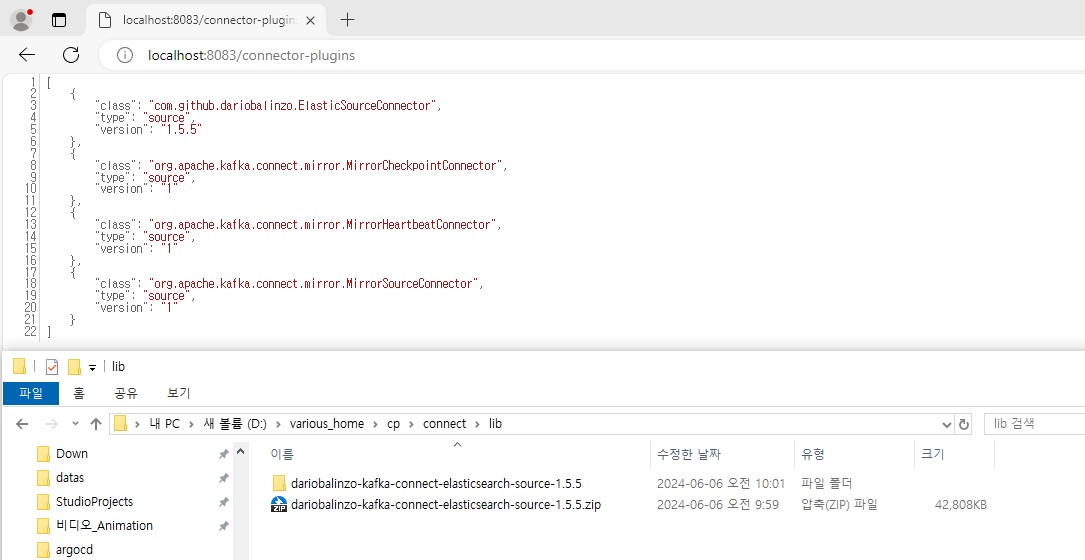 localhost:8083/connector-plugin
localhost:8083/connector-plugins
1 [
2 {
3 "class": "com.github.dariobalinzo.ElasticSourceConnector",
4 "type": "source",
5 "version": "1.5.5"
6 },
7 {
8 "class": "org.apache.kafka.connect.mirror.MirrorCheckpointConnector",
9 "type": "source",
10 "version": "1"
11 },
12 {
13 "class": "org.apache.kafka.connect.mirror.MirrorHeartbeatConnector",
14 "type": "source",
15 "version": "1"
16 },
17 {
18 "class": "org.apache.kafka.connect.mirror.MirrorSourceConnector",
19 "type": "source",
20 "version": "1"
21 }
22 ]
lib
파일 홈 공유 보기
내 PC 새 볼륨 (D:) various_home cp connect lib lib 검색
이름 수정한 날짜 유형 크기
Down
datas
StudioProjects
비디오_Animation
argocd
dariobalinzo-kafka-connect-elasticsearch-source-1.5.5 2024-06-06 오전 10:01 파일 폴더
ZIP dariobalinzo-kafka-connect-elasticsearch-source-1.5.5.zip 2024-06-06 오전 9:59 압축(ZIP) 파일 42,808KB